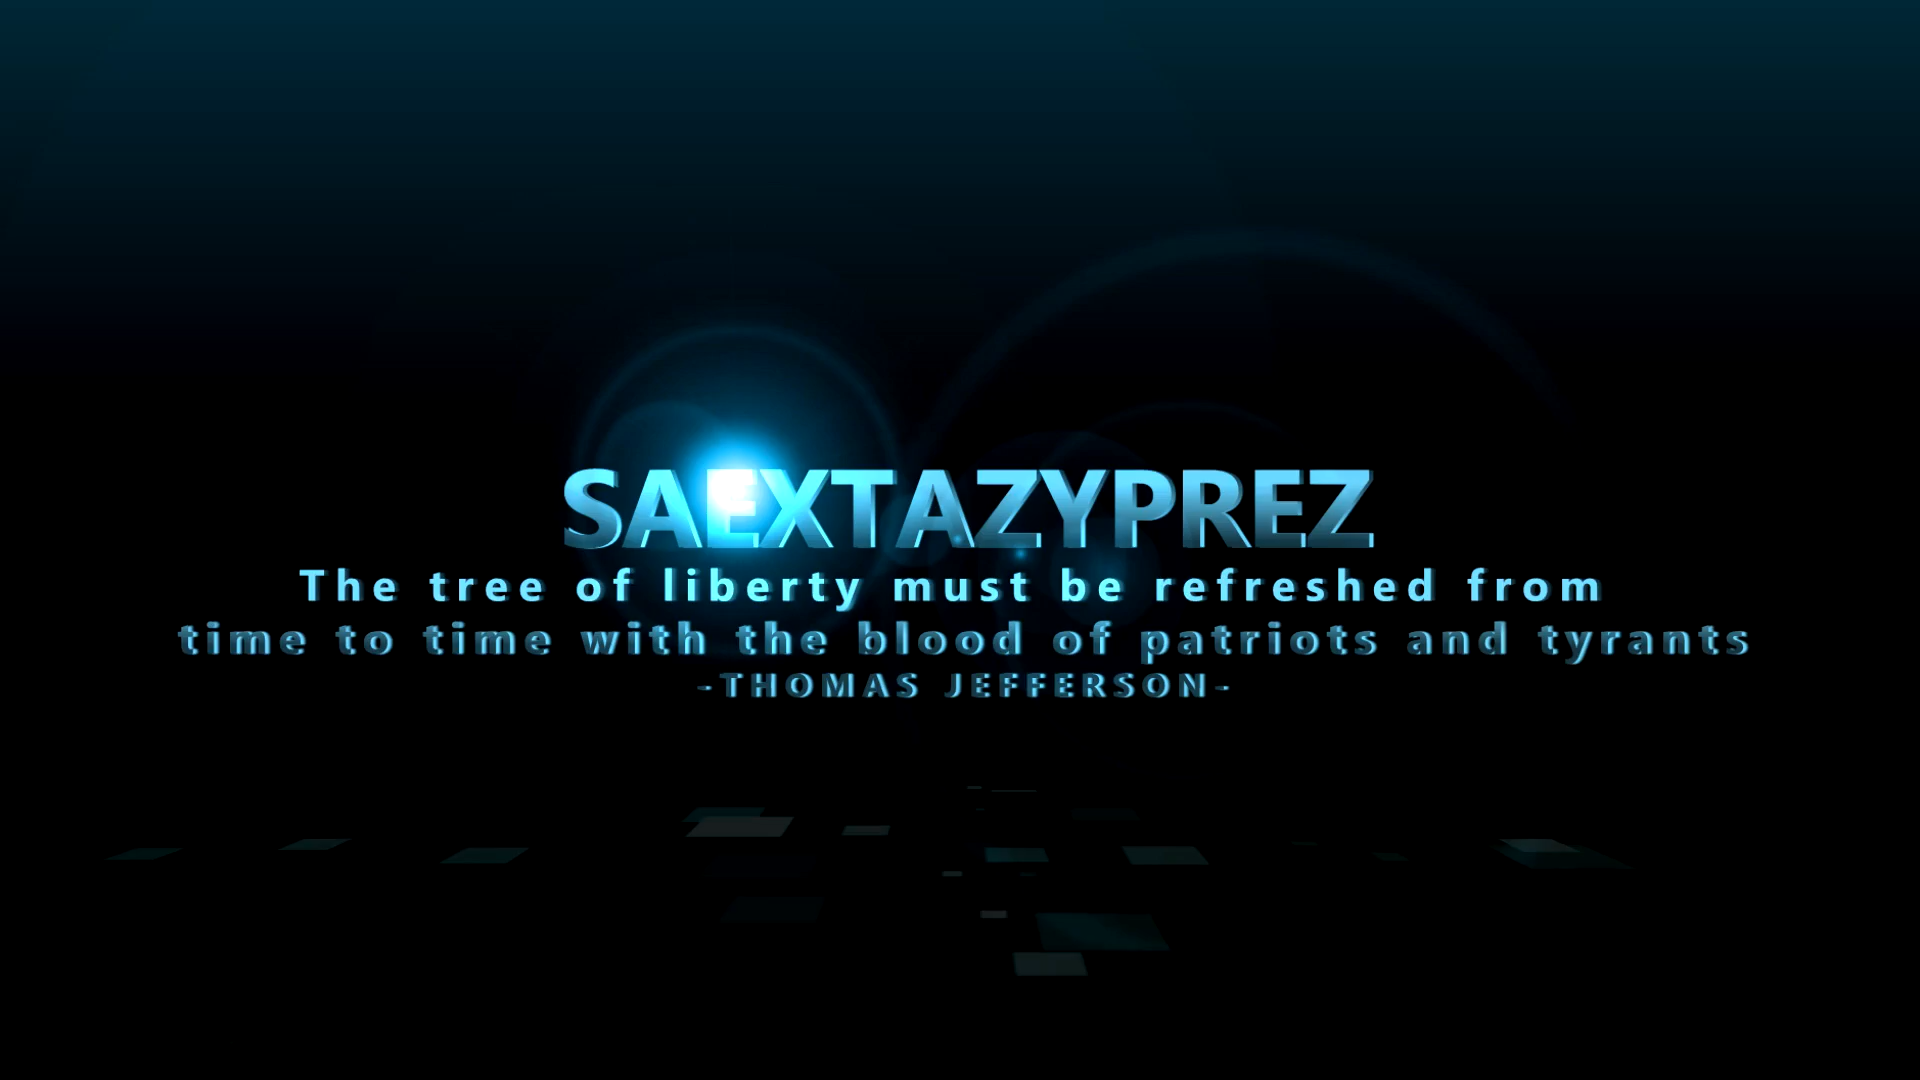 SAEXTAZYPREZ
The tree of liberty must be refreshed from
time to time with the blood of patriots and tyrants
-THOMAS JEFFERSON-